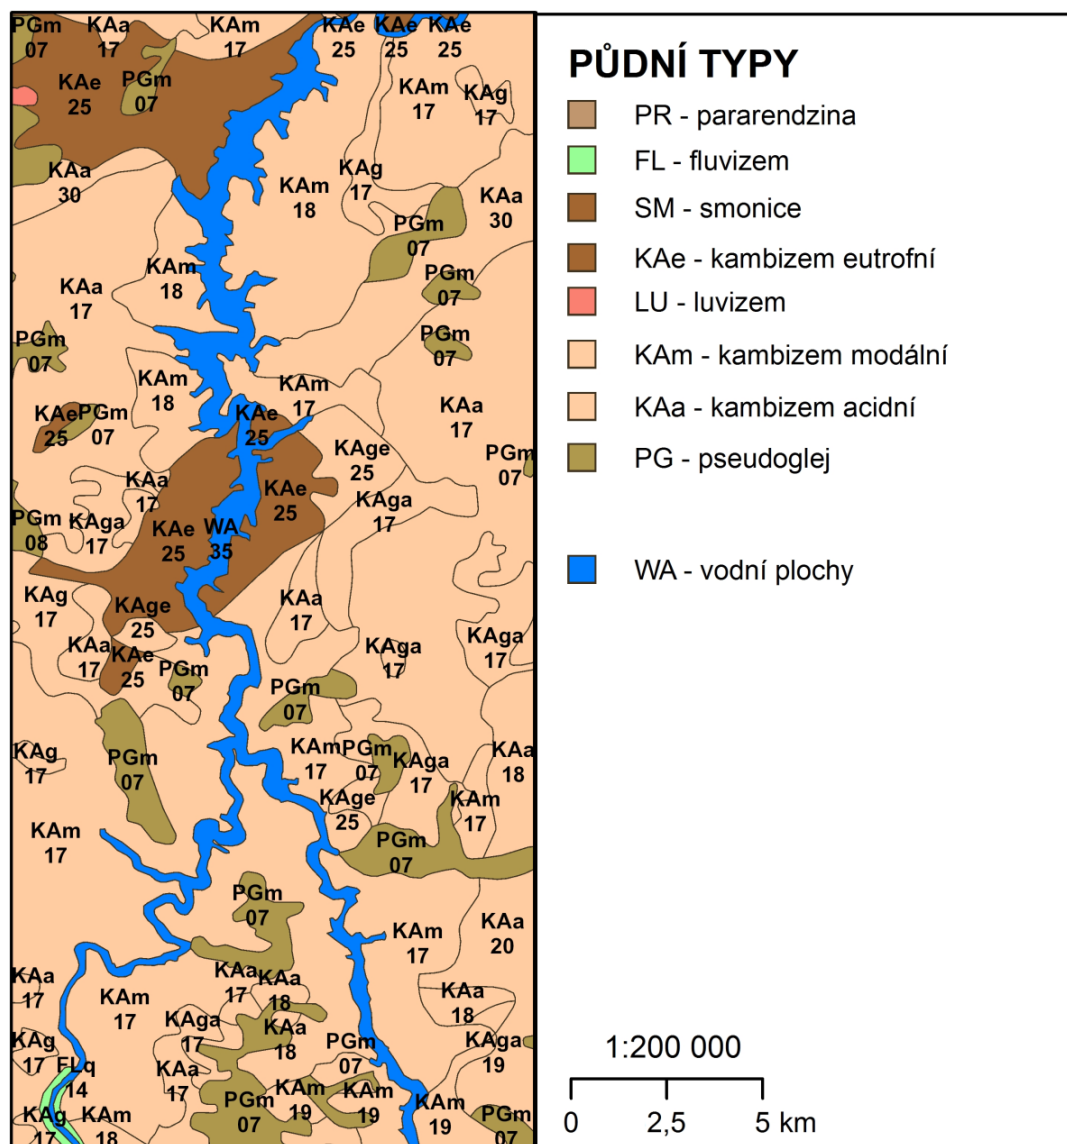 PGm
07
KAa
17
KAm
17
KAe
25
KAe
25
KAe
25
KAe
25
PGm
07
KAm
17
KAg
17
KAa
30
KAm
18
KAg
17
KAa
30
PGm
07
KAa
17
KAm
18
PGm
07
PGm
07
PGm
07
KAm
18
KAm
17
KAe
25
PGm
07
KAe
25
KAa
17
KAge
25
PGm
07
KAa
17
KAe
25
KAga
17
PGm
08
KAga
17
KAe
25
WA
35
KAg
17
KAge
25
KAa
17
KAa
17
KAe
25
PGm
07
KAga
17
KAga
17
PGm
07
KAg
17
PGm
07
KAm
17
PGm
07
KAga
17
KAa
18
KAge
25
KAm
17
KAm
17
PGm
07
PGm
07
KAm
17
KAa
20
KAa
17
KAm
17
KAa
17
KAa
18
KAa
18
KAga
17
KAa
18
KAg
17
PGm
07
KAga
19
FLq
14
KAa
17
KAg
17
KAm
18
PGm
07
KAm
19
KAm
19
KAm
19
PGm
07
PŮDNÍ TYPY
PR - pararendzina
FL - fluvizem
SM - smonice
KAe - kambizem eutrofní
LU - luvizem
KAm - kambizem modální
KAa - kambizem acidní
PG - pseudoglej
WA - vodní plochy
1:200 000
0 2,5 5 km